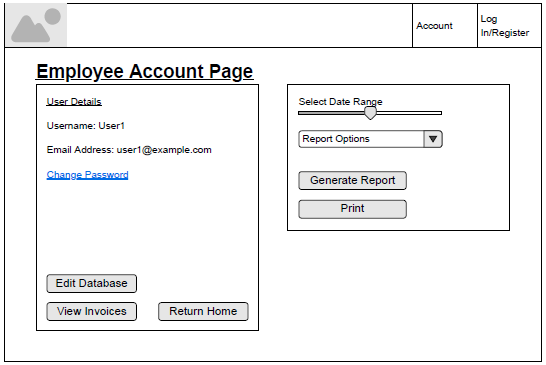 Account
Log
In/Register
Employee Account Page
User Details
Username: User1
Email Address: user1@example.com
Change Password
Edit Database
View Invoices
Return Home
Select Date Range
Report Options
Generate Report
Print